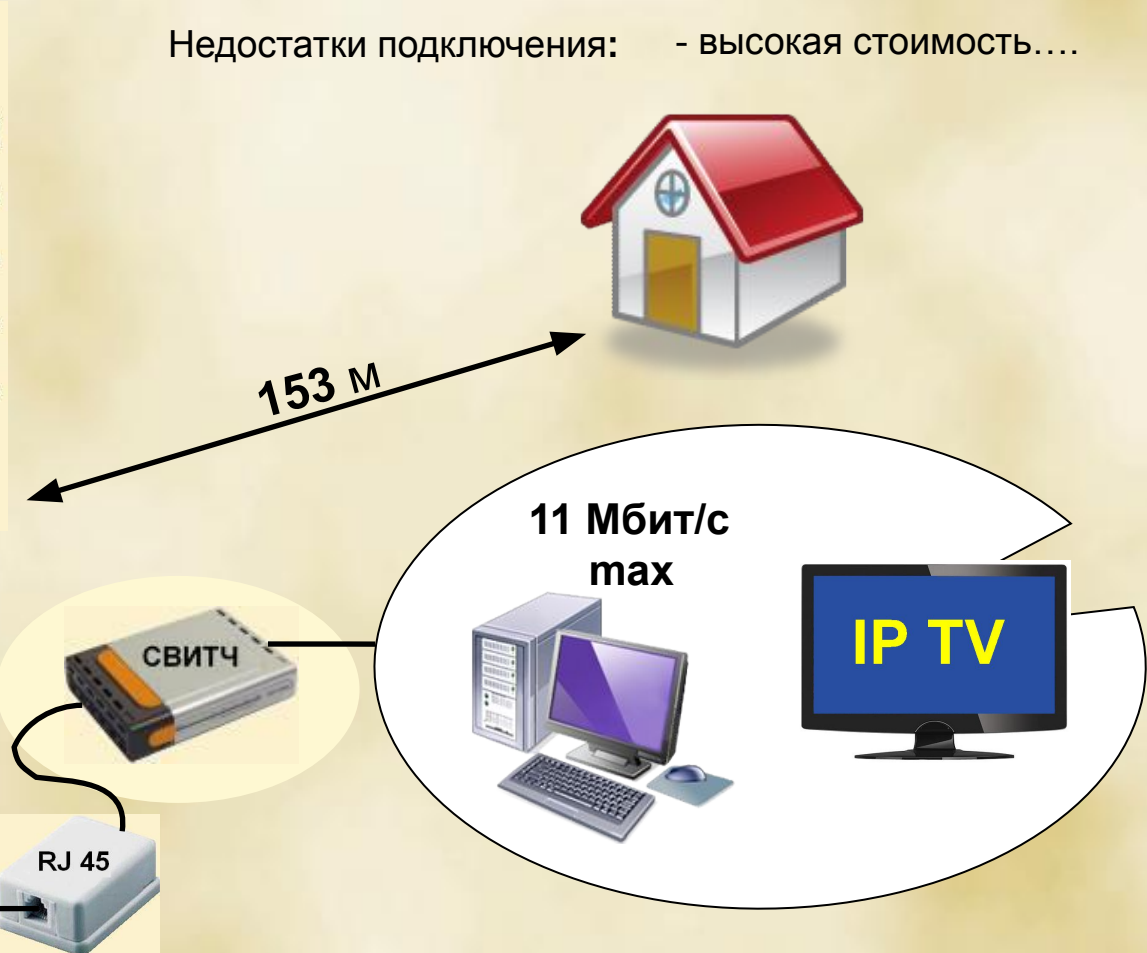 Недостатки подключения: - высокая стоимость….
153 м
11 Мбит/с
max
IP TV
СВИТЧ
RJ 45